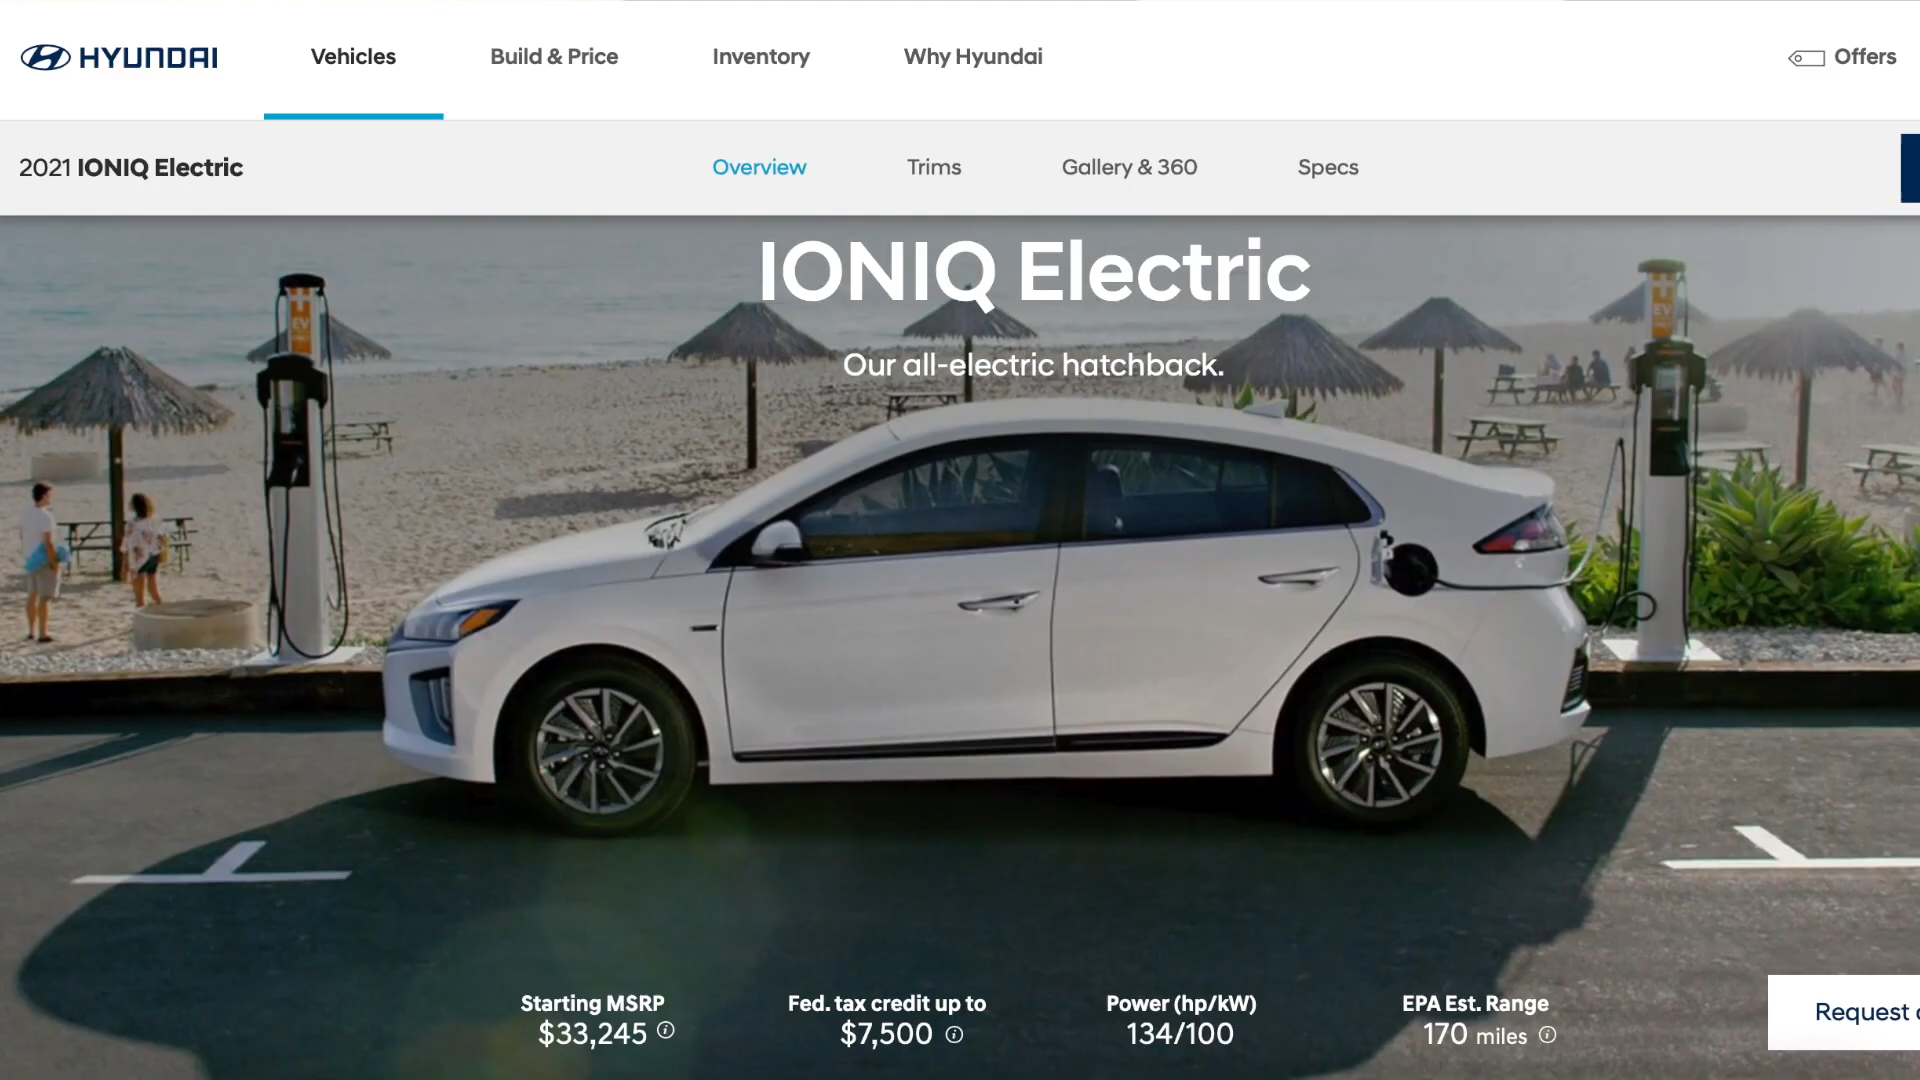 HYUNDAI
Vehicles
Build & Price
Inventory
Why Hyundai
Offers
2021 IONIQ Electric
Overview
Trims
Gallery & 360
Specs
IONIQ Electric
Our all-electric hatchback.
EV
EV
Starting MSRP
$33,245
Fed. tax credit up to
$7,500
Power (hp/kW)
134/100
EPA Est. Range
170 miles
Request